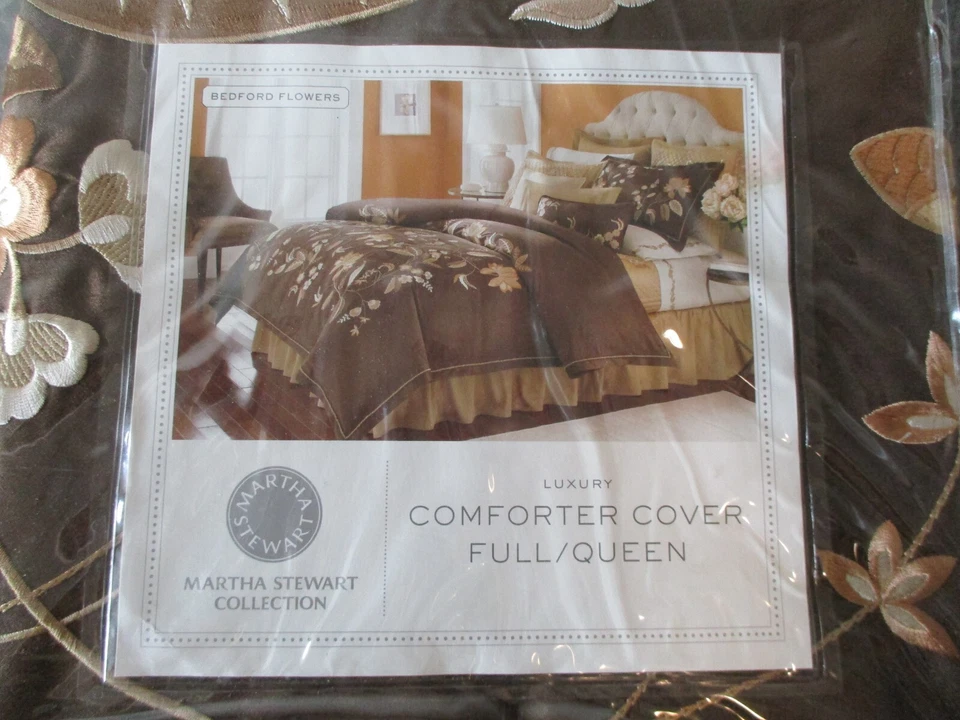 BEDFORD FLOWERS
MARTHA
STEWART
MARTHA STEWART
COLLECTION
LUXURY
COMFORTER COVER
FULL/QUEEN